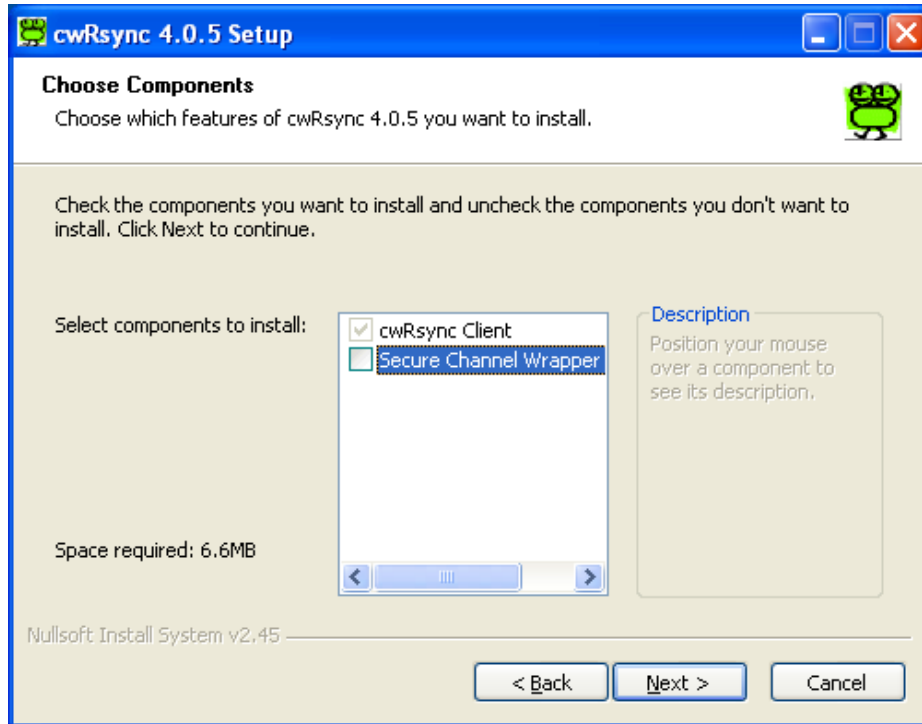 cwRsync 4.0.5 Setup
Choose Components
Choose which features of cwRsync 4.0.5 you want to install.
Check the components you want to install and uncheck the components you don't want to
install. Click Next to continue.
Select components to install:
cwRsync Client
Secure Channel Wrapper
Description
Position your mouse
over a component to
see its description.
Space required: 6.6MB
Nullsoft Install System v2.45
< Back
Next >
Cancel